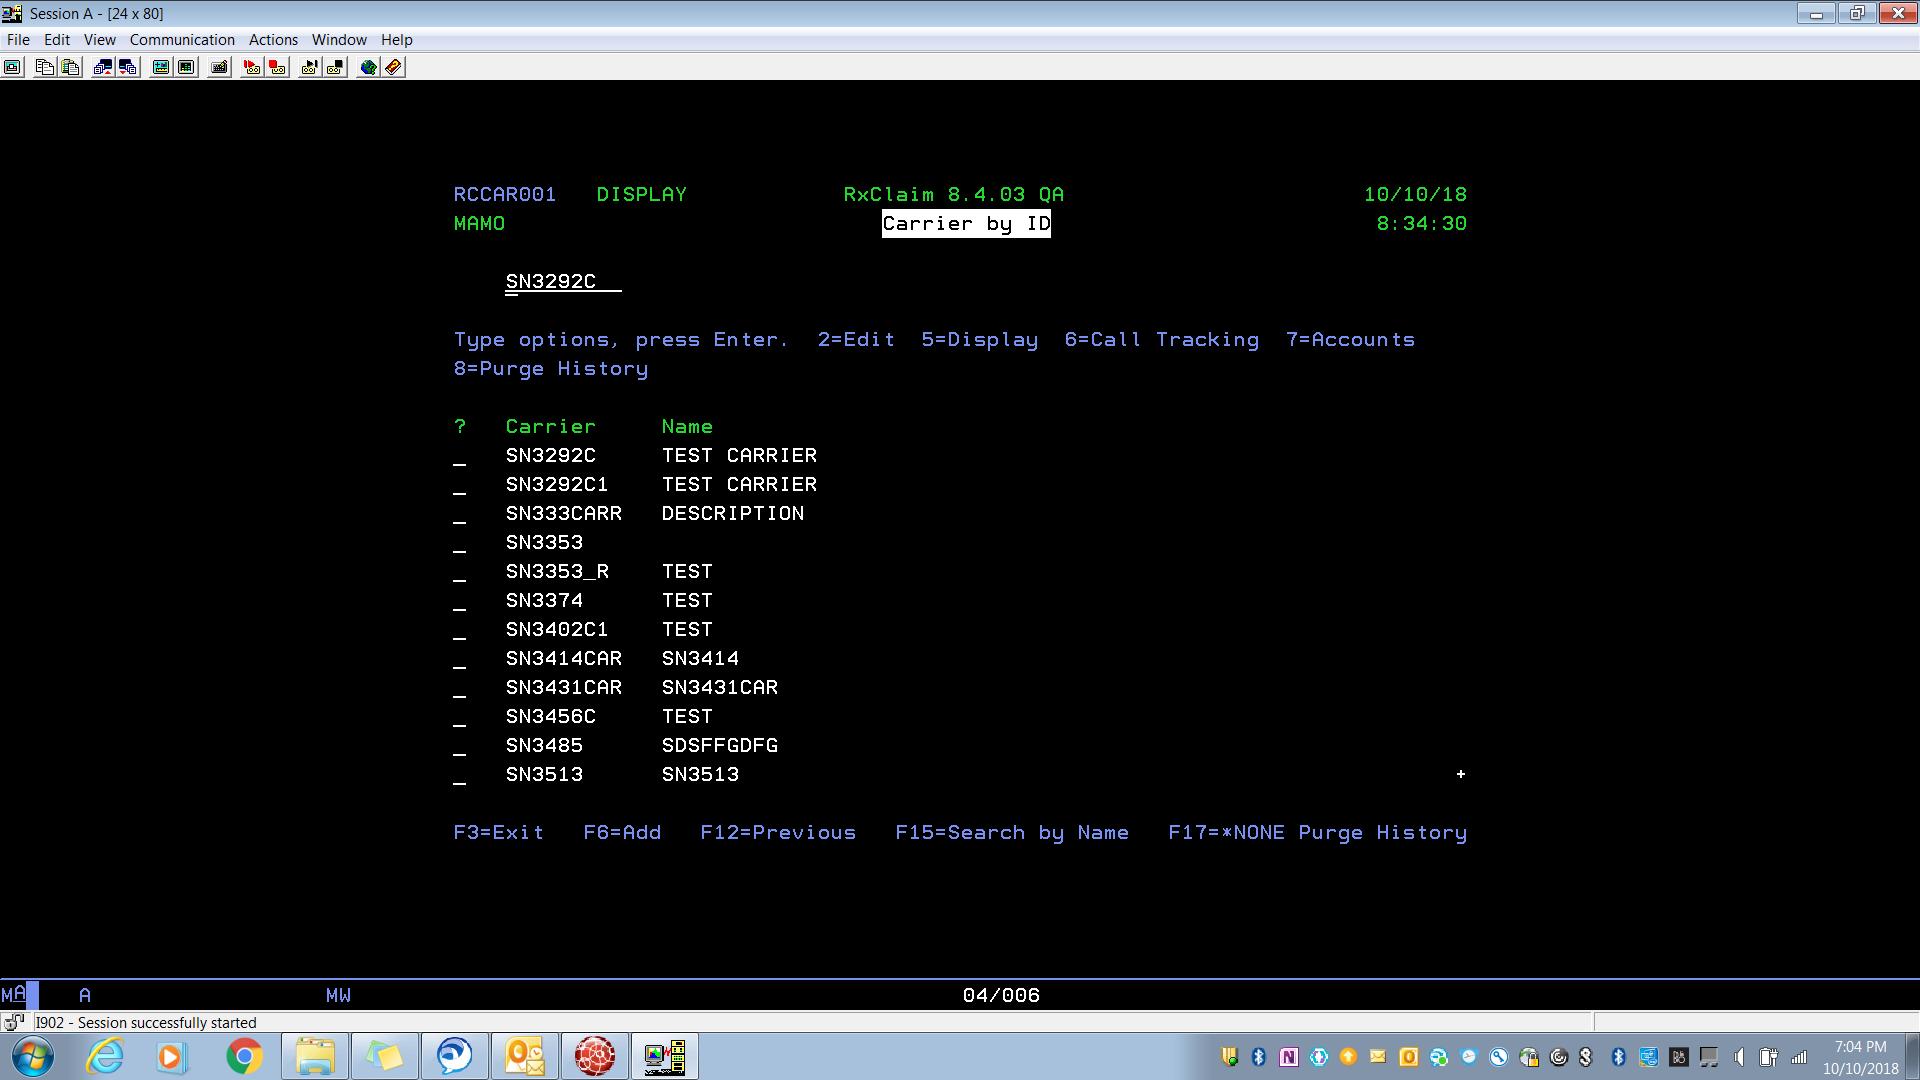 Session A - [24 x 80]
File Edit View Communication Actions Window Help
RCCAR001 DISPLAY RxClaim 8.4.03 QA 10/10/18
MAMO Carrier by ID 8:34:30
SN3292C
Type options, press Enter. 2=Edit 5=Display 6=Call Tracking 7=Accounts
8=Purge History
? Carrier Name
_ SN3292C TEST CARRIER
_ SN3292C1 TEST CARRIER
_ SN333CARR DESCRIPTION
_ SN3353
_ SN3353_R TEST
_ SN3374 TEST
_ SN3402C1 TEST
_ SN3414CAR SN3414
_ SN3431CAR SN3431CAR
_ SN3456C TEST
_ SN3485 SDSFFGDFG
_ SN3513 SN3513 +
F3=Exit F6=Add F12=Previous F15=Search by Name F17=*NONE Purge History
MA A MW 04/006
I902 - Session successfully started
7:04 PM
10/10/2018